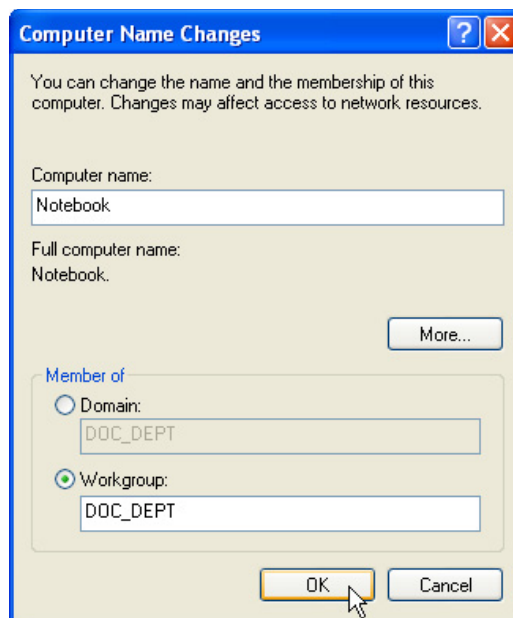 Computer Name Changes
You can change the name and the membership of this
computer. Changes may affect access to network resources.
Computer name:
Notebook
Full computer name:
Notebook.
More...
Member of
Domain:
DOC_DEPT
Workgroup:
DOC_DEPT
OK
Cancel